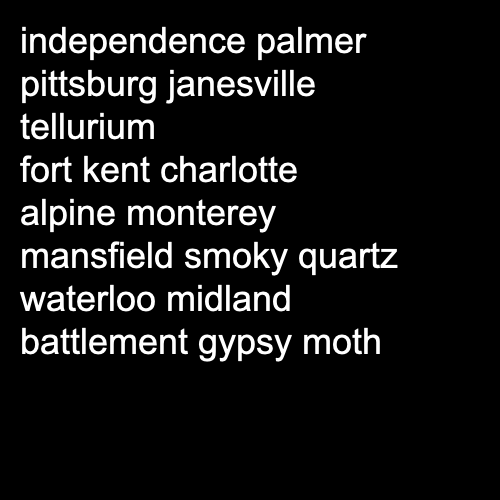 independence palmer
pittsburg janesville
tellurium
fort kent charlotte
alpine monterey
mansfield smoky quartz
waterloo midland
battlement gypsy moth